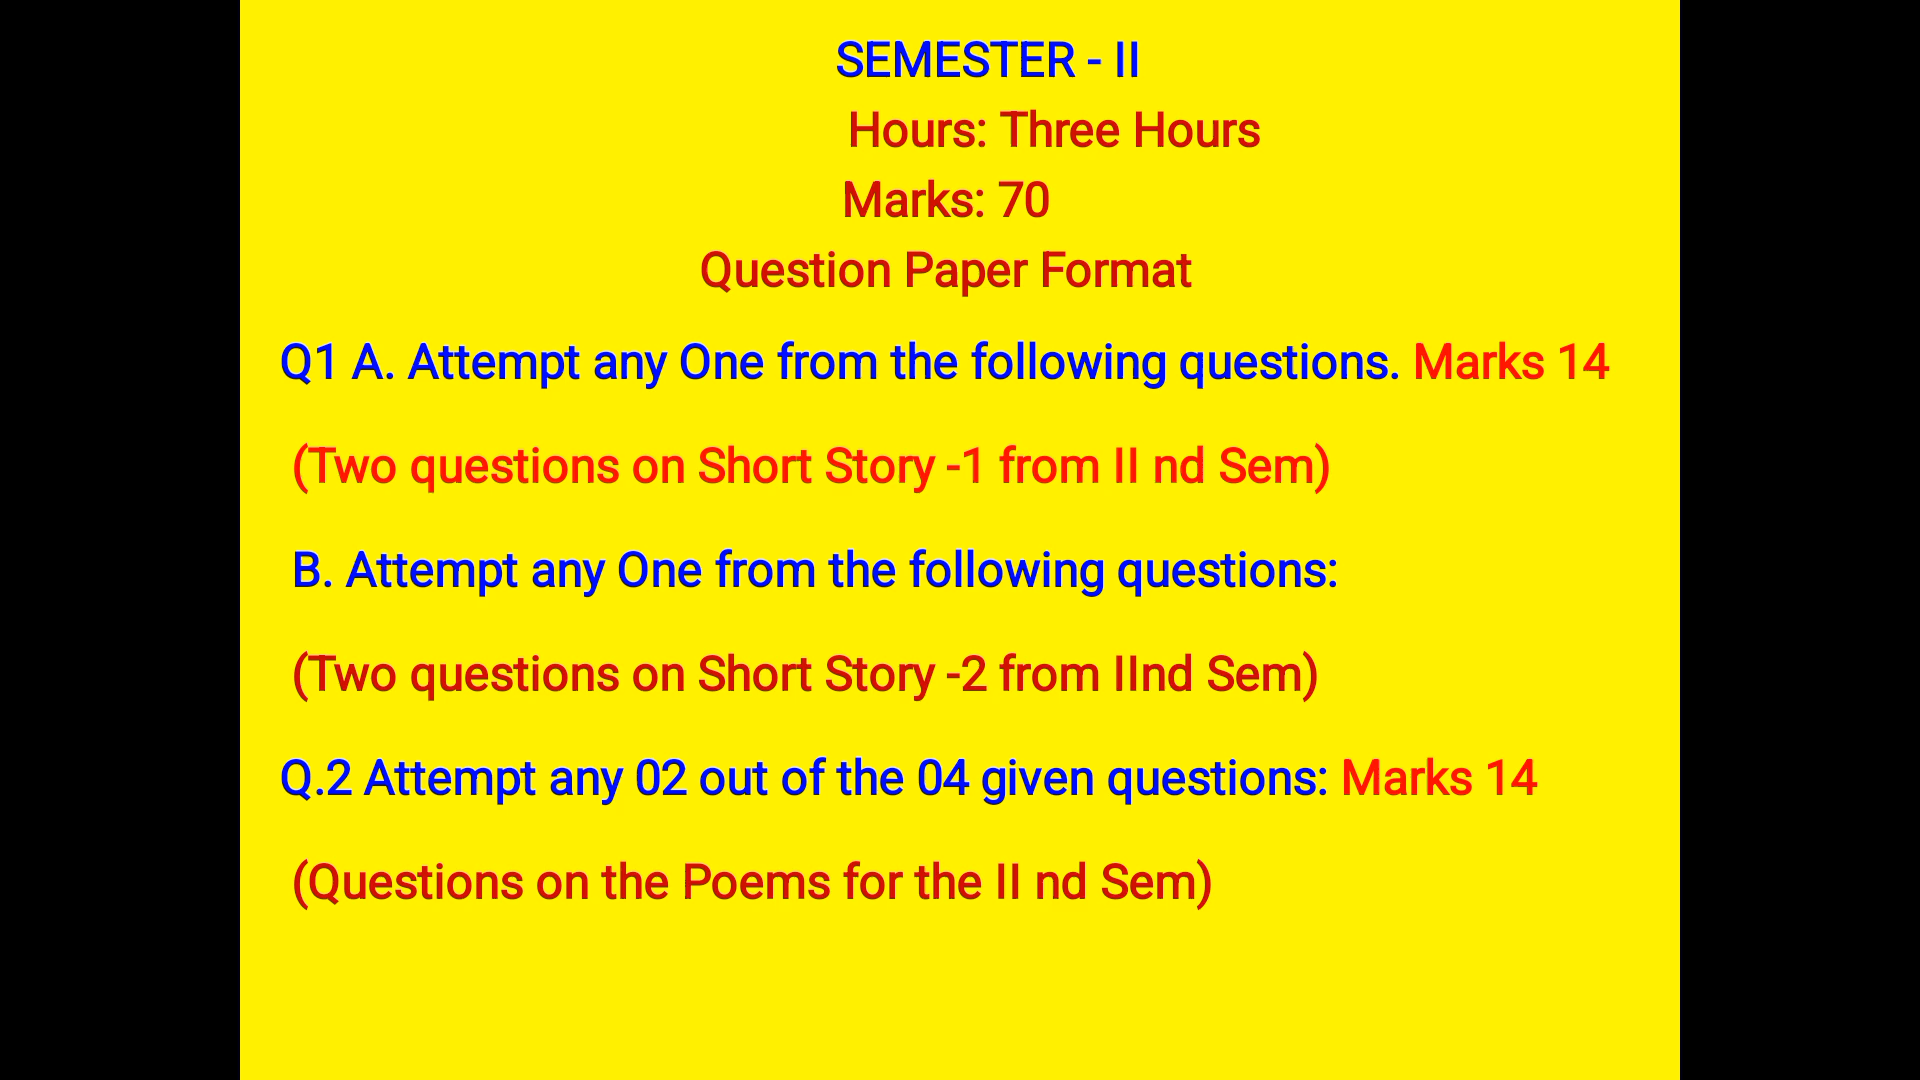 SEMESTER - II
Hours: Three Hours
Marks: 70
Question Paper Format
Q1 A. Attempt any One from the following questions. Marks 14
(Two questions on Short Story -1 from II nd Sem)
B. Attempt any One from the following questions:
(Two questions on Short Story -2 from IInd Sem)
Q.2 Attempt any 02 out of the 04 given questions: Marks 14
(Questions on the Poems for the II nd Sem)